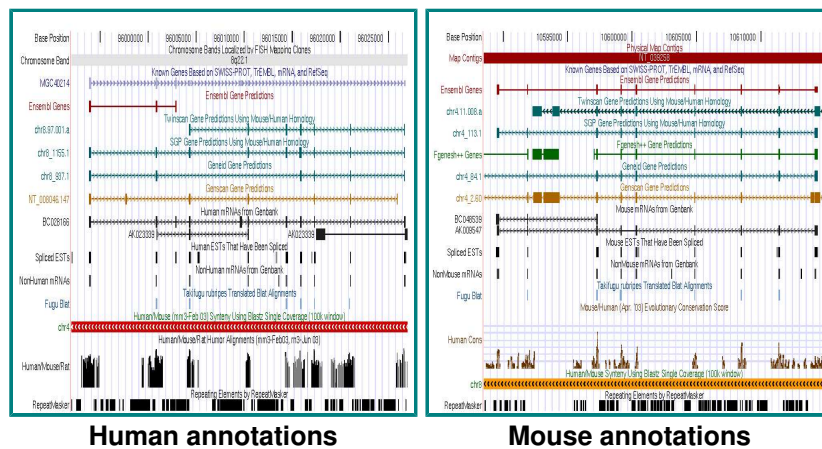 Base Position 96000000 96005000 96010000 96015000 96020000 96025000
Chromosome Bands Localized by FISH Mapping Clones
Chromosome Band 8q22.1
Known Genes Based on SWISS-PROT, TrEMBL, mRNA, and RefSeq
MGC40214
Ensembl Gene Predictions
Ensembl Genes
Twinscan Gene Predictions Using Mouse/Human Homology
chr8.97.001.a
SGP Gene Predictions Using Mouse/Human Homology
chr8_1155.1
Geneid Gene Predictions
chr8_937.1
Genscan Gene Predictions
NT_008046.147
Human mRNAs from Genbank
BC028166
AK023339 AK023339
Human ESTs That Have Been Spliced
Spliced ESTs
NonHuman mRNAs from Genbank
NonHuman mRNAs
Takifugu rubripes Translated Blat Alignments
Fugu Blat
Human/Mouse (mm3-Feb 03) Synteny Using Blastz Single Coverage (100k window)
chr4
Human/Mouse/Rat Humor Alignments (mm3-Feb03, rn3-Jun 03)
Human/Mouse/Rat
Repeating Elements by RepeatMasker
RepeatMasker
Human annotations
Base Position 10595000 10600000 10605000 10610000
Physical Map Contigs
Map Contigs
Known Genes Based on SWISS-PROT, TrEMBL, mRNA, and RefSeq
Ensembl Gene Predictions
Ensembl Genes
Twinscan Gene Predictions Using Mouse/Human Homology
chr4.11.008.a
SGP Gene Predictions Using Mouse/Human Homology
chr4_113.1
Fgenesh++ Gene Predictions
Fgenesh++ Genes
Geneid Gene Predictions
chr4_84.1
Genscan Gene Predictions
chr4_2.60
Mouse mRNAs from Genbank
BC048539
AK009547
Mouse ESTs That Have Been Spliced
Spliced ESTs
NonMouse mRNAs from Genbank
NonMouse mRNAs
Takifugu rubripes Translated Blat Alignments
Fugu Blat
Mouse/Human (Apr. '03) Evolutionary Conservation Score
Human Cons
Human/Mouse Synteny Using Blastz Single Coverage (100k window)
chr8
Repeating Elements by RepeatMasker
RepeatMasker
Mouse annotations